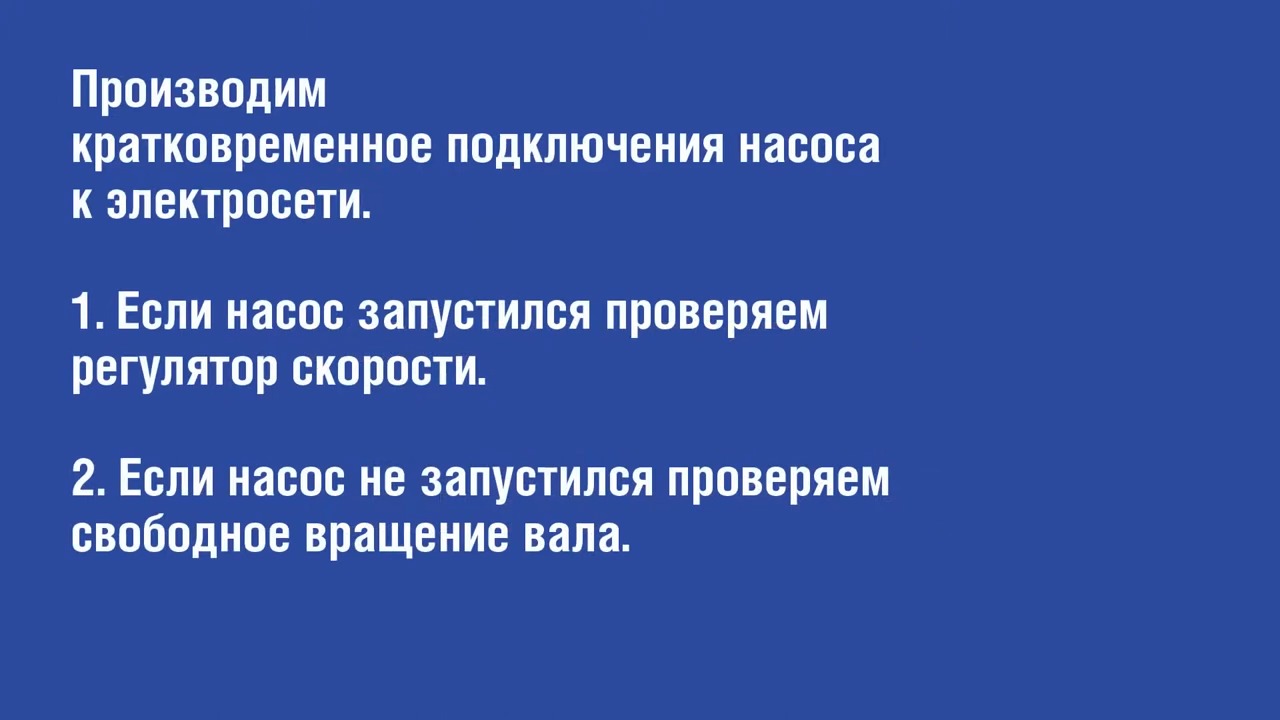 Производим
кратковременное подключения насоса
к электросети.
1. Если насос запустился проверяем
регулятор скорости.
2. Если насос не запустился проверяем
свободное вращение вала.